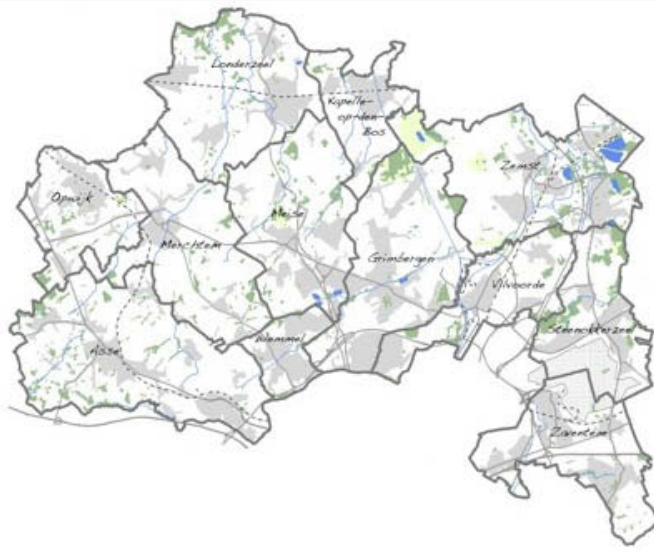 Londerzeel
Kapelle-
op-den-
Bos
Zemst
Opwijk
Meise
Merchtem
Grimbergen
Vilvoorde
Steenokkerzeel
Asse
Wemmel
Zaventem